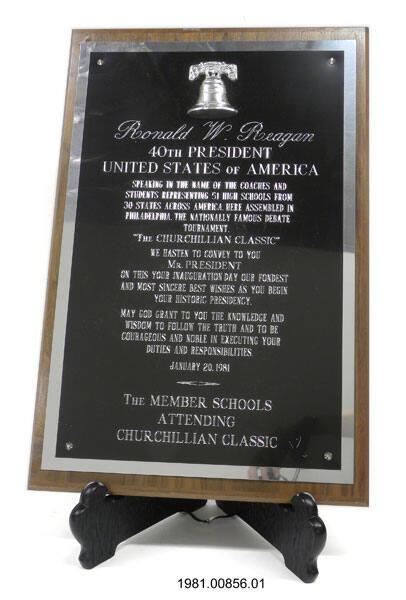 Ronald W. Reagan
40TH PRESIDENT
UNITED STATES OF AMERICA
SPEAKING IN THE NAME OF THE COACHES AND
STUDENTS REPRESENTING 51 HIGH SCHOOLS FROM
30 STATES ACROSS AMERICA, HERE ASSEMBLED IN
PHILADELPHIA, THE NATIONALLY FAMOUS DEBATE
TOURNAMENT.
"THE CHURCHILLIAN CLASSIC"
WE HASTEN TO CONVEY TO YOU
MR. PRESIDENT
ON THIS YOUR INAUGURATION DAY OUR FONDEST
AND MOST SINCERE BEST WISHES AS YOU BEGIN
YOUR HISTORIC PRESIDENCY.
MAY GOD GRANT TO YOU THE KNOWLEDGE AND
WISDOM TO FOLLOW THE TRUTH AND TO BE
COURAGEOUS AND NOBLE IN EXECUTING YOUR
DUTIES AND RESPONSIBILITIES.
JANUARY 20, 1981
THE MEMBER SCHOOLS
ATTENDING
CHURCHILLIAN CLASSIC
1981.00856.01